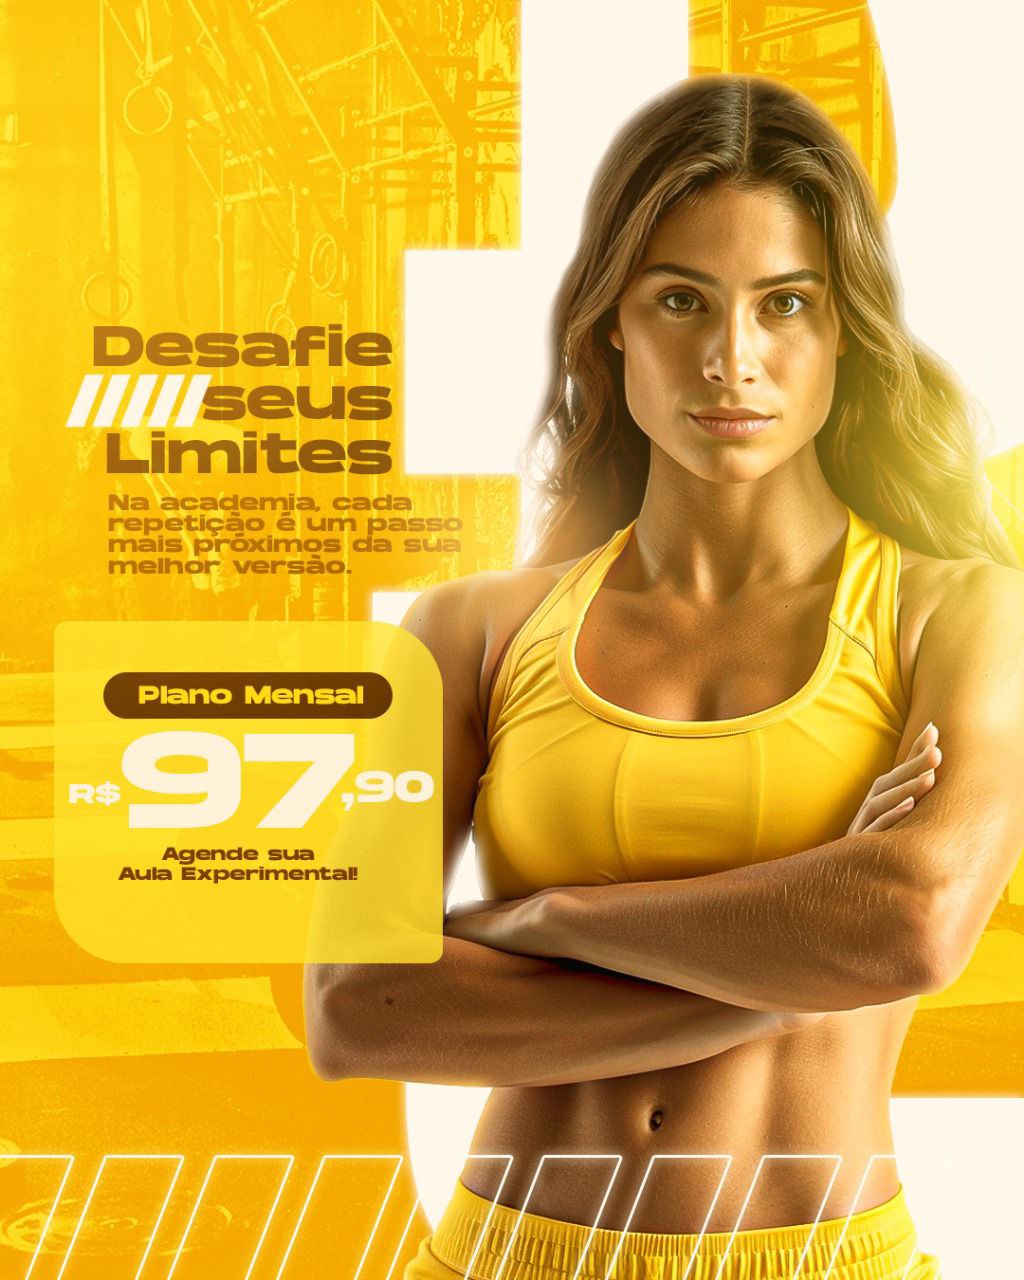 Desafie
seus
Limites
Na academia, cada
repetição é um passo
mais próximos da sua
melhor versão.
Plano Mensal
R$97,90
Agende sua
Aula Experimental!